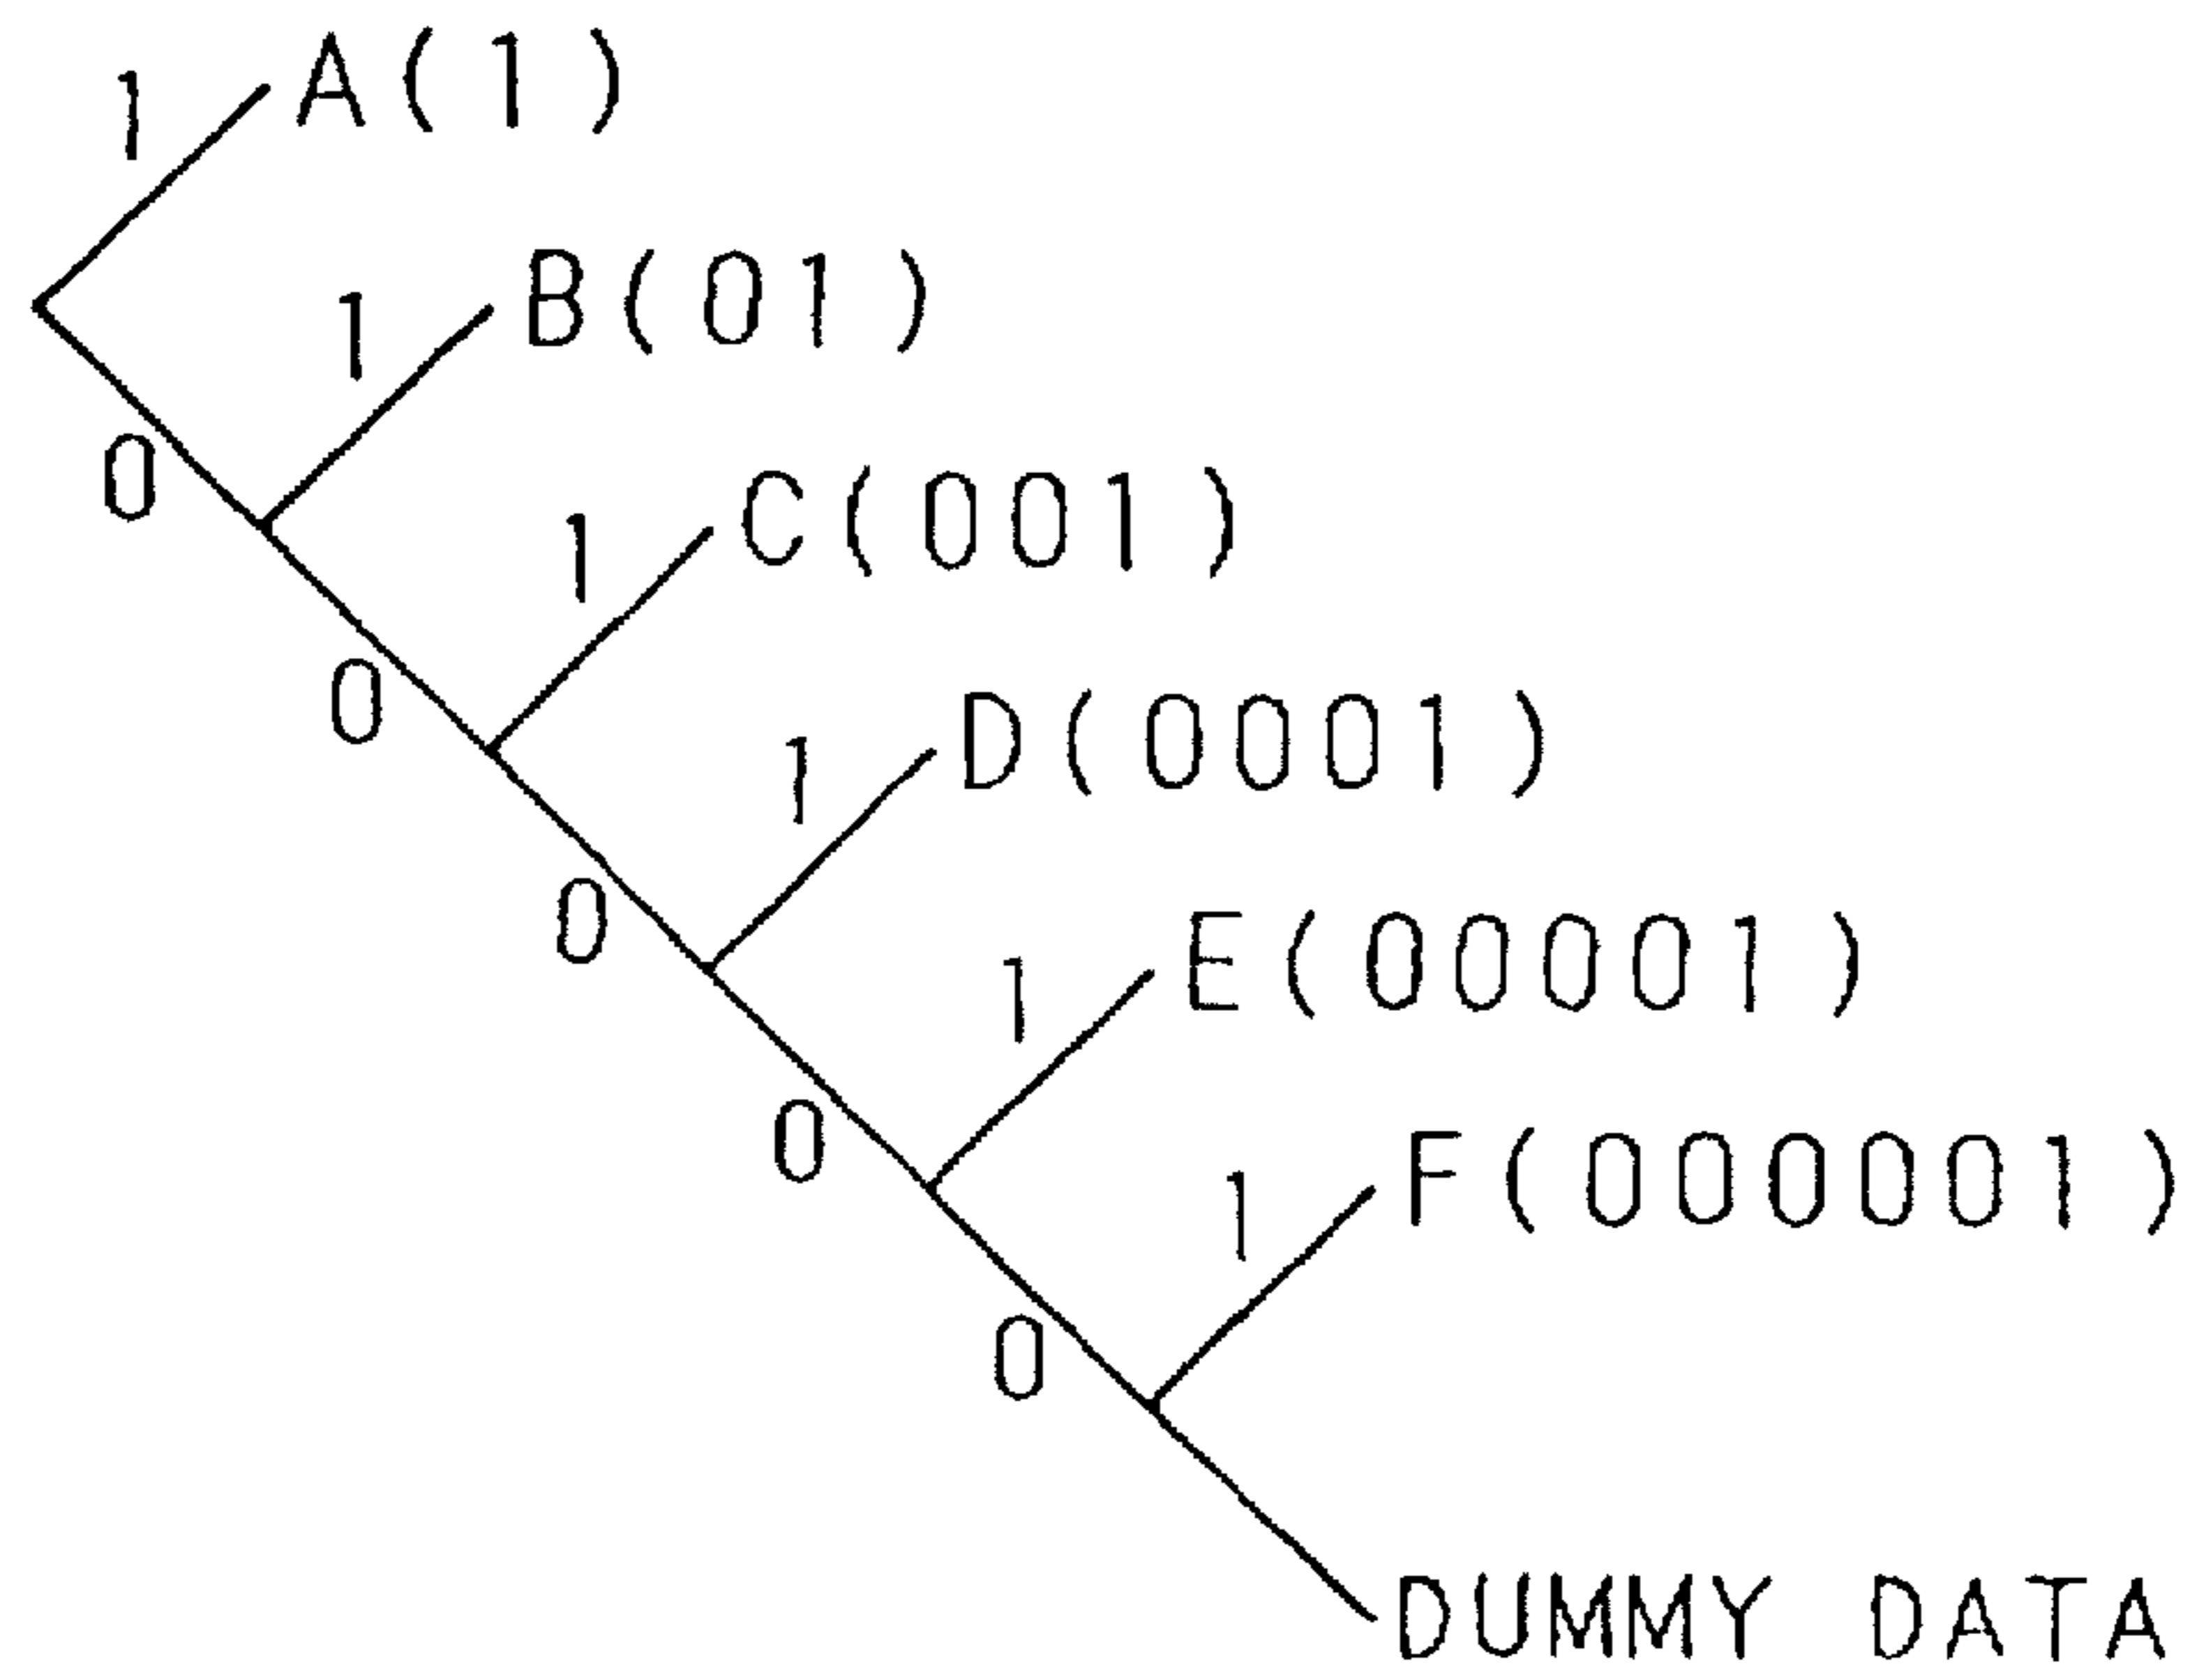 1 A(1)
1 B(01)
0
1 C(001)
0
1 D(0001)
0
1 E(00001)
0
1 F(000001)
0
DUMMY DATA